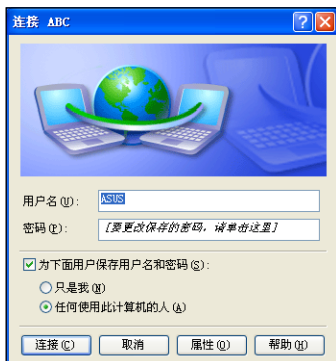 连接 ABC
用户名(U):
ASUS
密码(P):
[要更改保存的密码，请单击这里]
为下面用户保存用户名和密码(S):
只是我(N)
任何使用此计算机的人(A)
连接(C) 取消 属性(O) 帮助(H)